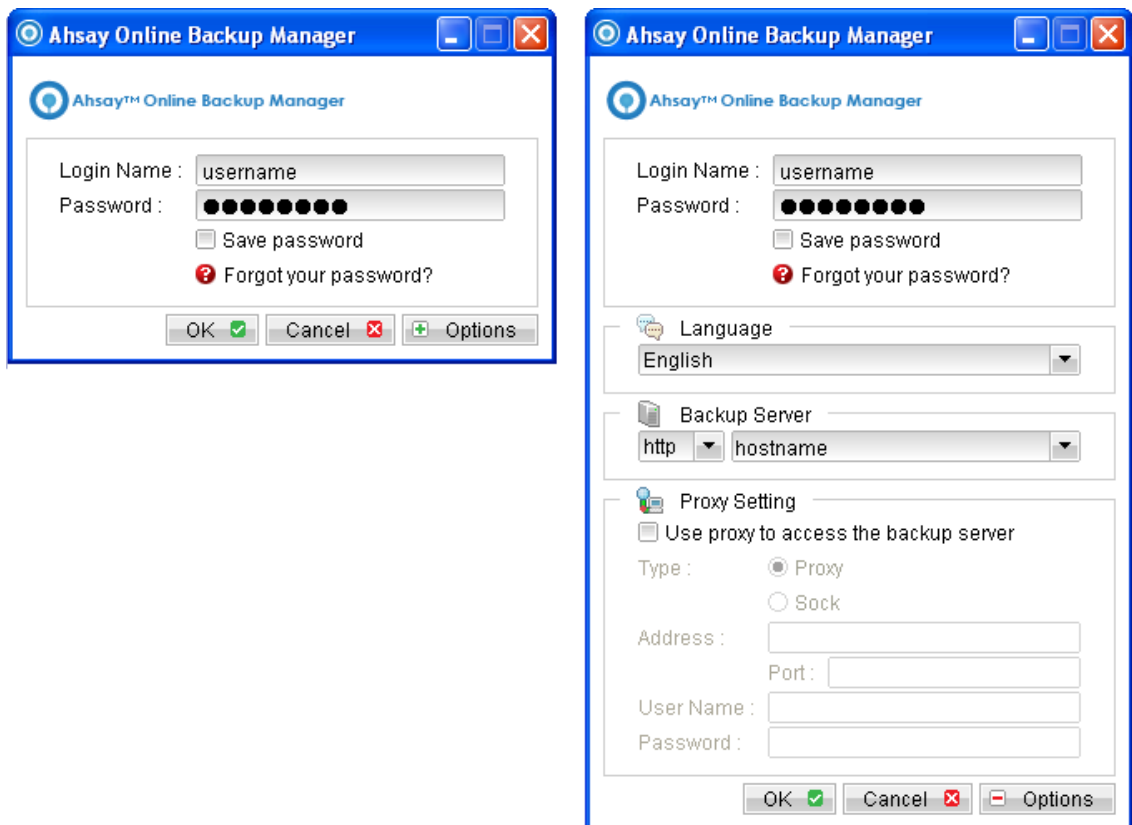 Ahsay Online Backup Manager
Ahsay™ Online Backup Manager
Login Name : username
Password : ●●●●●●●●
Save password
Forgot your password?
OK Cancel Options
Ahsay Online Backup Manager
Ahsay™ Online Backup Manager
Login Name : username
Password : ●●●●●●●●
Save password
Forgot your password?
Language
English
Backup Server
http hostname
Proxy Setting
Use proxy to access the backup server
Type : Proxy
Sock
Address :
Port :
User Name :
Password :
OK Cancel Options